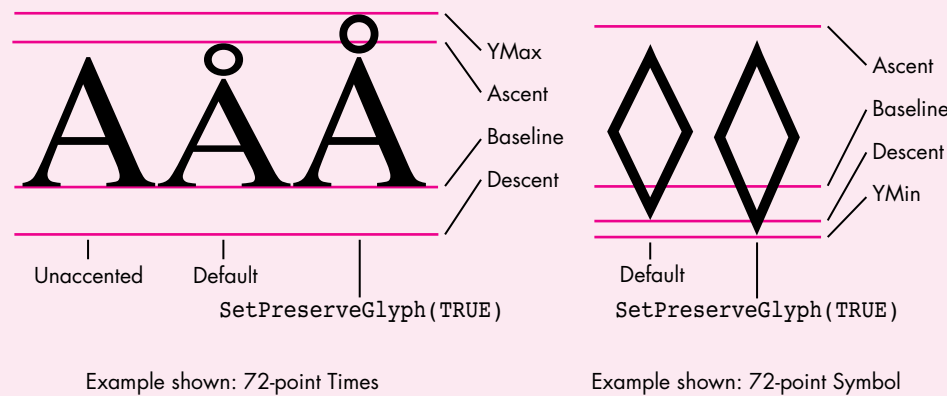 A Å Å
YMax
Ascent
Baseline
Descent
Unaccented Default
SetPreserveGlyph(TRUE)
Example shown: 72-point Times
Ascent
Baseline
Descent
YMin
Default
SetPreserveGlyph(TRUE)
Example shown: 72-point Symbol